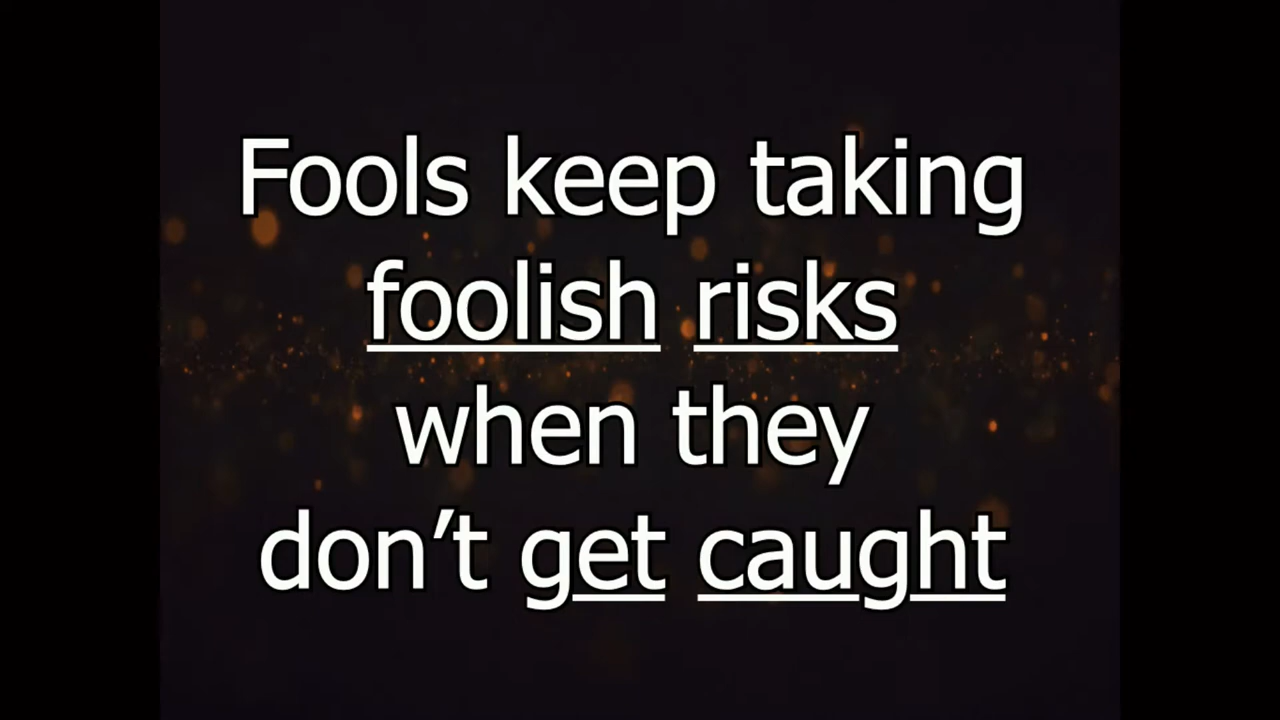 Fools keep taking
foolish risks
when they
don’t get caught